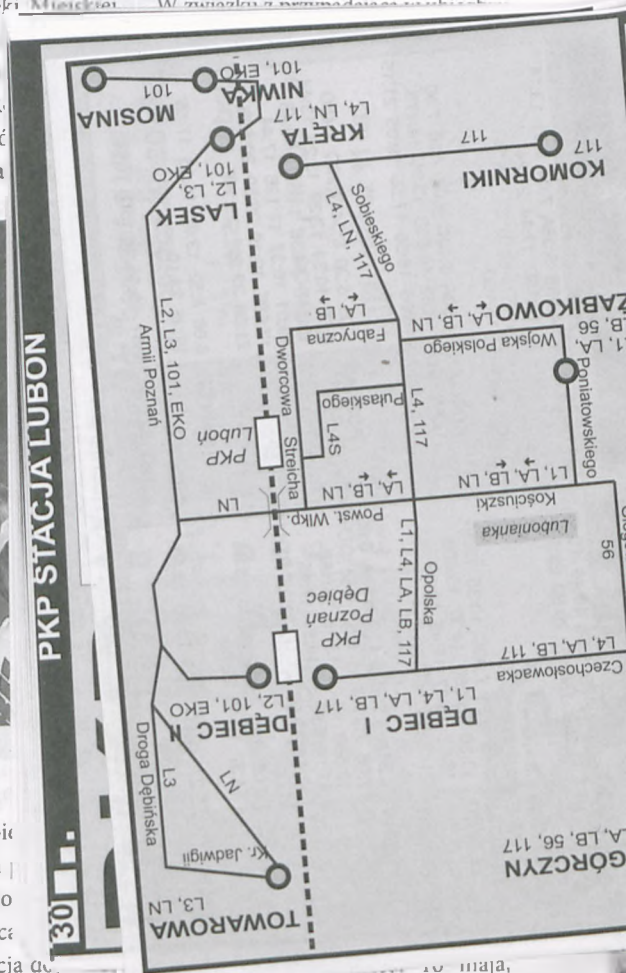 PKP STACJA LUBON
30
MOSINA
101
NIWKA
101, EKO
LASEK
L2, L3,
101, EKO
KRĘTA
L4, LN, 117
KOMORNIKI
117
117
Sobieskiego
L4, LN, 117
L2, L3, 101, EKO
Armii Poznań
LA, LB
Fabryczna
LA, LB, LN
Wojska Polskiego
ŻABIKOWO
LA,
LB, 56
Poniatowskiego
Dworcowa
Pułaskiego
L4, 117
L4S
PKP
Luboń
Streicha
LN
LA, LB, LN
Powst. Wlkp.
L1, LA, LB, LN
Kościuszki
Lubonianka
56
L1, L4, LA, LB, 117
Opolska
PKP
Poznań
Dębiec
L4, LA, LB, 117
Czechosłowacka
DĘBIEC II
L2, 101, EKO
DĘBIEC I
L1, L4, LA, LB, 117
Droga Dębińska
L3
LN
Kr. Jadwigi
TOWAROWA
L3, LN
GÓRCZYN
LA, LB, 56, 117
maja,